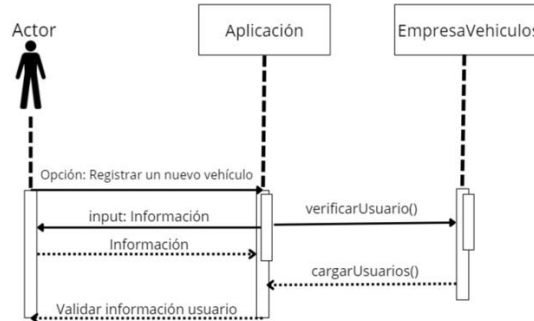 Actor
Aplicación
EmpresaVehiculos
Opción: Registrar un nuevo vehículo
input: Información
verificarUsuario()
Información
cargarUsuarios()
Validar información usuario